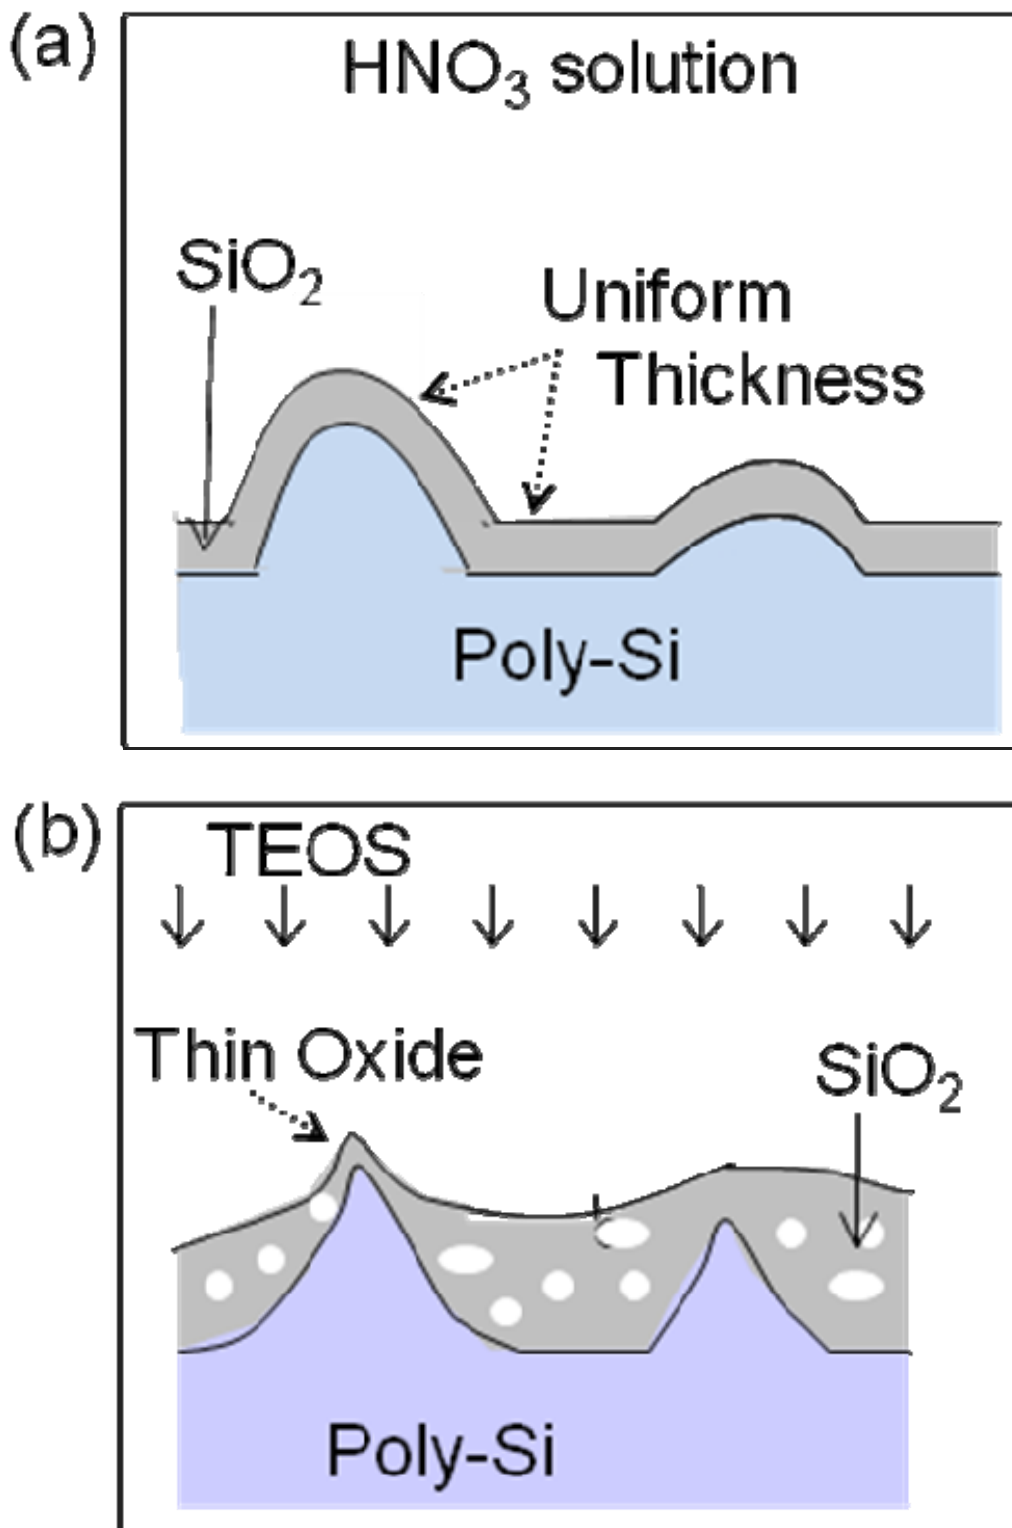 (a)
HNO₃ solution
SiO₂
Uniform
Thickness
Poly-Si
(b)
TEOS
Thin Oxide
SiO₂
Poly-Si